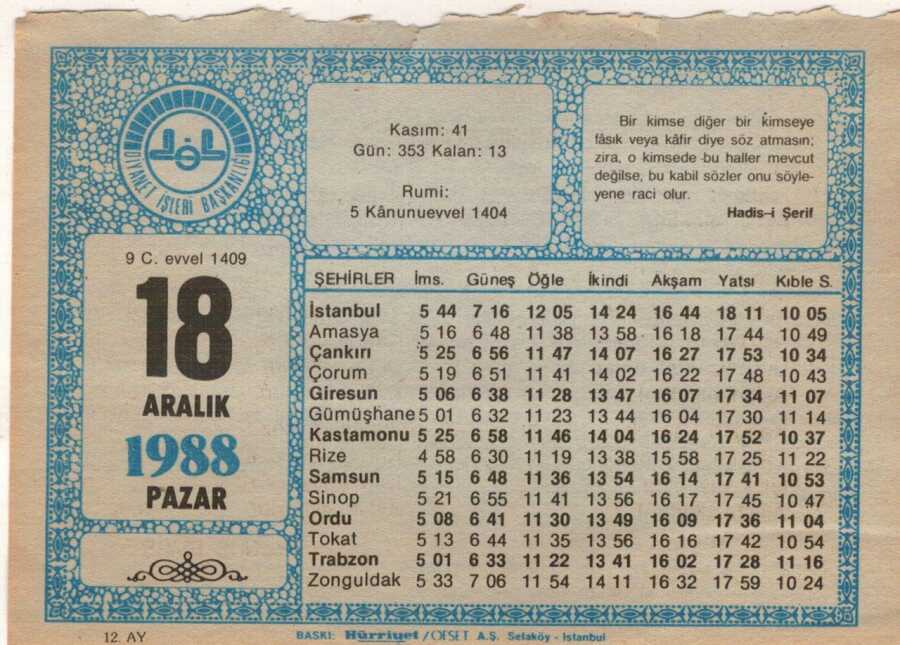 DİYANET İŞLERİ BAŞKANLIĞI
Kasım: 41
Gün: 353 Kalan: 13
Rumi:
5 Kânunuevvel 1404
Bir kimse diğer bir kimseye
fâsık veya kâfir diye söz atmasın;
zira, o kimsede bu haller mevcut
değilse, bu kabil sözler onu söyle-
yene raci olur.
Hadis-i Şerif
9 C. evvel 1409
18
ARALIK
1988
PAZAR
ŞEHİRLER İms. Güneş Öğle İkindi Akşam Yatsı Kıble S.
İstanbul 5 44 7 16 12 05 14 24 16 44 18 11 10 05
Amasya 5 16 6 48 11 38 13 58 16 18 17 44 10 49
Çankırı 5 25 6 56 11 47 14 07 16 27 17 53 10 34
Çorum 5 19 6 51 11 41 14 02 16 22 17 48 10 43
Giresun 5 06 6 38 11 28 13 47 16 07 17 34 11 07
Gümüşhane 5 01 6 32 11 23 13 44 16 04 17 30 11 14
Kastamonu 5 25 6 58 11 46 14 04 16 24 17 52 10 37
Rize 4 58 6 30 11 19 13 38 15 58 17 25 11 22
Samsun 5 15 6 48 11 36 13 54 16 14 17 41 10 53
Sinop 5 21 6 55 11 41 13 56 16 17 17 45 10 47
Ordu 5 08 6 41 11 30 13 49 16 09 17 36 11 04
Tokat 5 13 6 44 11 35 13 56 16 16 17 42 10 54
Trabzon 5 01 6 33 11 22 13 41 16 02 17 28 11 16
Zonguldak 5 33 7 06 11 54 14 11 16 32 17 59 10 24
12. AY
BASKI: Hürriyet / OFSET A.Ş. Sefaköy - İstanbul